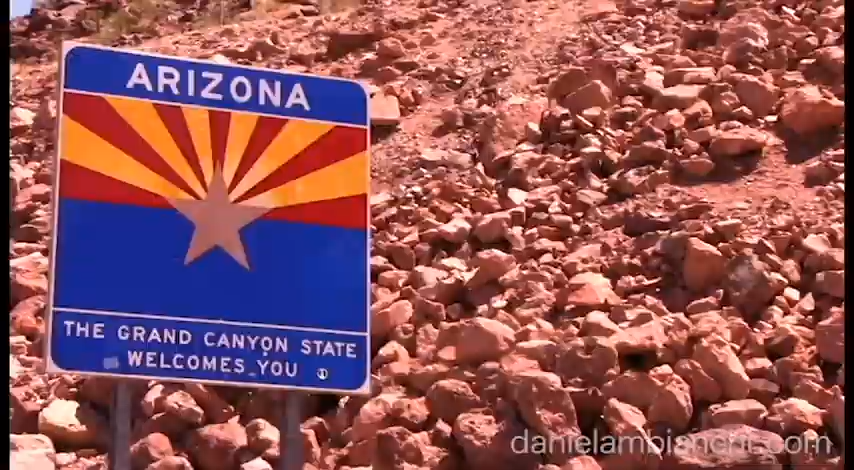 ARIZONA
THE GRAND CANYON STATE
WELCOMES YOU
danielambianchi.com